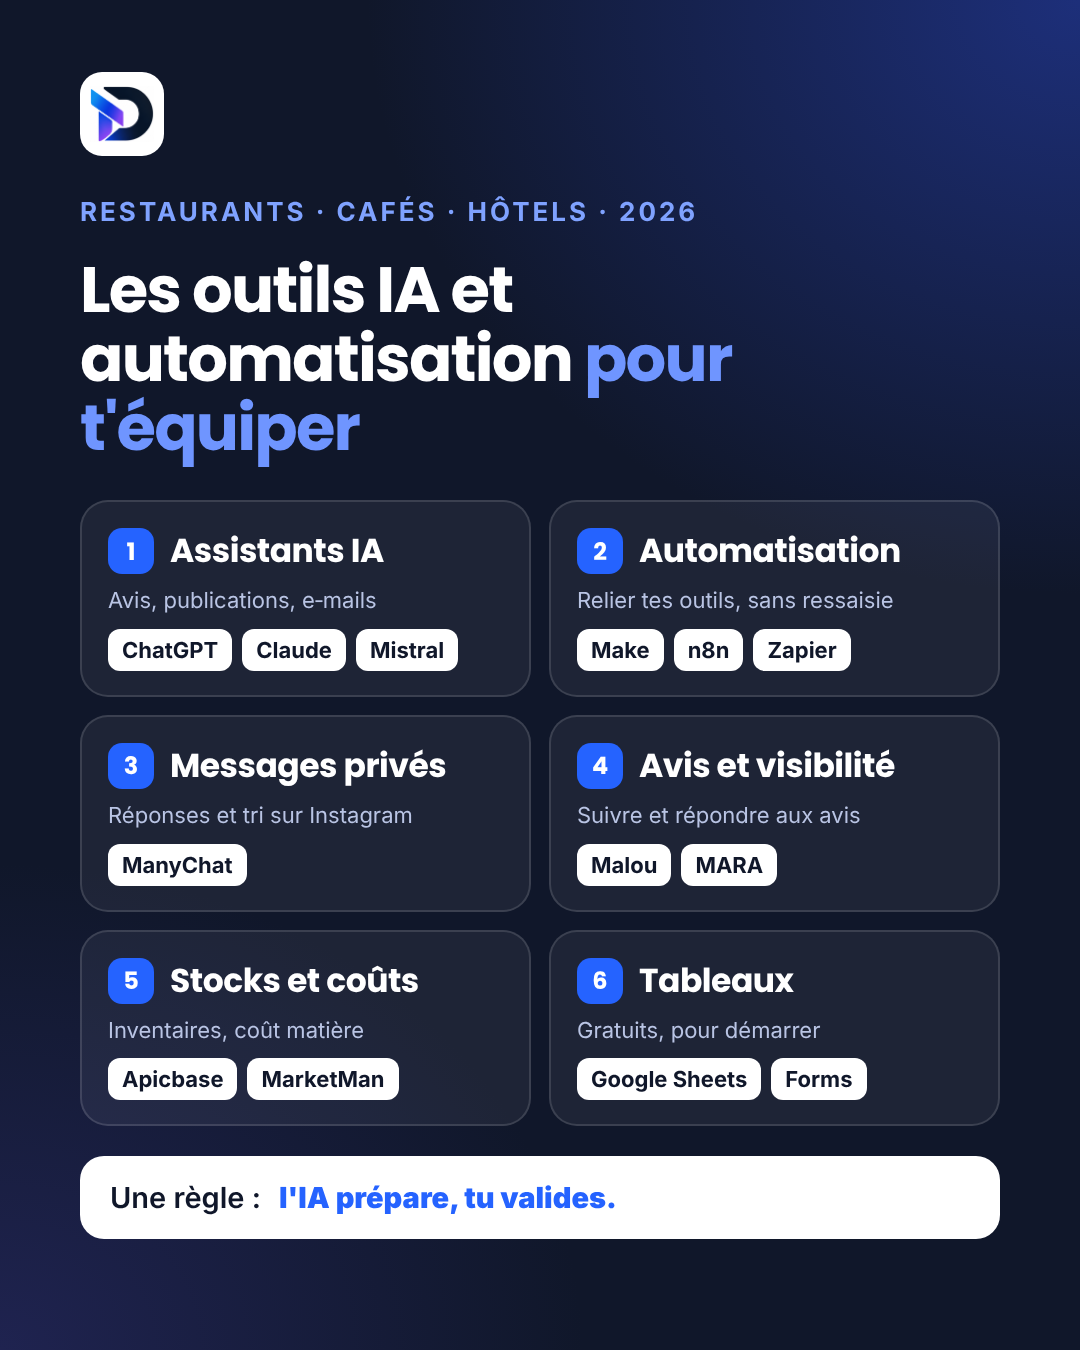 RESTAURANTS · CAFÉS · HÔTELS · 2026
Les outils IA et
automatisation pour
t'équiper
1 Assistants IA
Avis, publications, e-mails
ChatGPT Claude Mistral
2 Automatisation
Relier tes outils, sans ressaisie
Make n8n Zapier
3 Messages privés
Réponses et tri sur Instagram
ManyChat
4 Avis et visibilité
Suivre et répondre aux avis
Malou MARA
5 Stocks et coûts
Inventaires, coût matière
Apicbase MarketMan
6 Tableaux
Gratuits, pour démarrer
Google Sheets Forms
Une règle : l'IA prépare, tu valides.